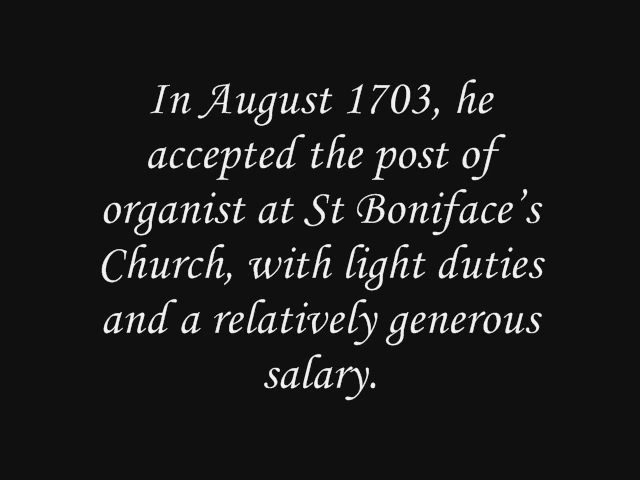 In August 1703, he
accepted the post of
organist at St Boniface’s
Church, with light duties
and a relatively generous
salary.